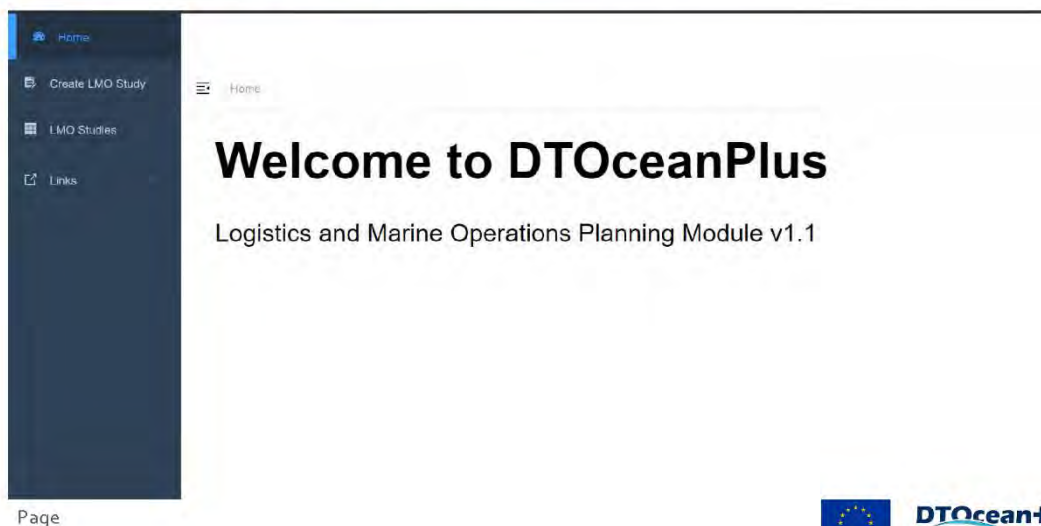 Home
Create LMO Study
LMO Studies
Links
Home
Welcome to DTOceanPlus
Logistics and Marine Operations Planning Module v1.1
Page
DTOcean+